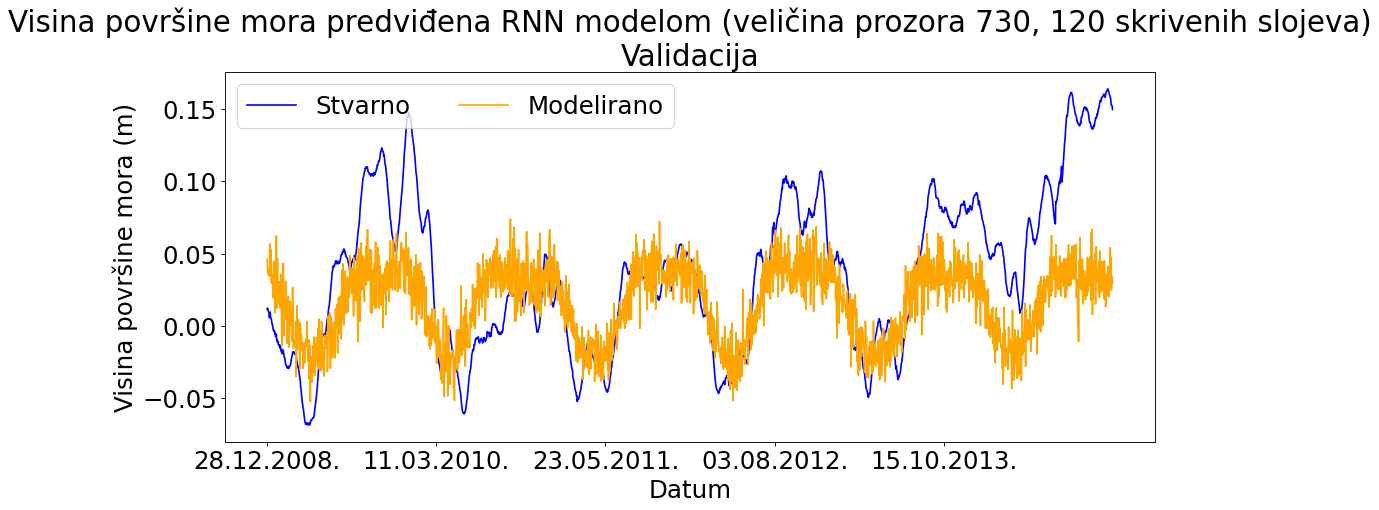 Visina površine mora predviđena RNN modelom (veličina prozora 730, 120 skrivenih slojeva)
Validacija
Stvarno Modelirano
Visina površine mora (m)
0.15
0.10
0.05
0.00
−0.05
28.12.2008. 11.03.2010. 23.05.2011. 03.08.2012. 15.10.2013.
Datum